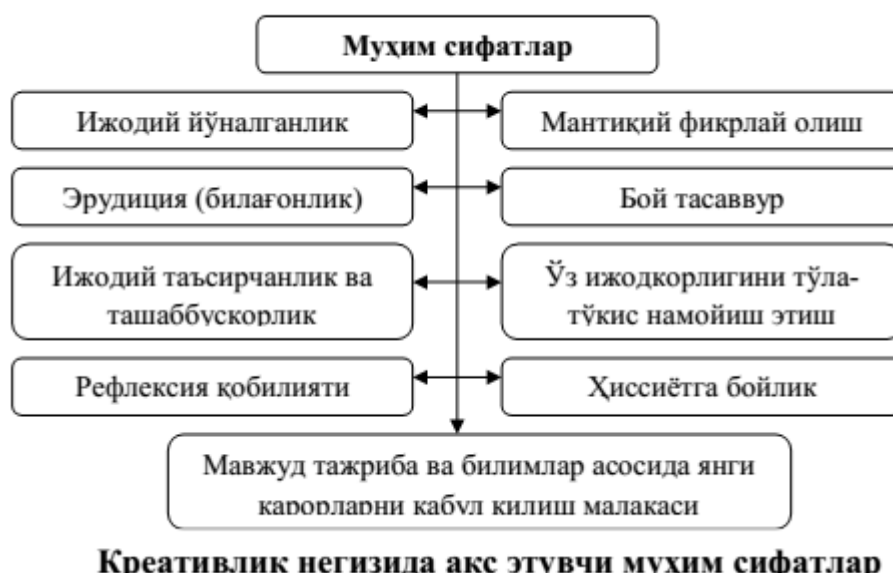 Муҳим сифатлар
Ижодий йўналганлик
Мантиқий фикрлай олиш
Эрудиция (билағонлик)
Бой тасаввур
Ижодий таъсирчанлик ва
ташаббускорлик
Ўз ижодкорлигини тўла-
тўкис намойиш этиш
Рефлексия қобилияти
Ҳиссиётга бойлик
Мавжуд тажриба ва билимлар асосида янги
қарорларни қабул қилиш малакаси
Креативлик негизида акс этувчи муҳим сифатлар